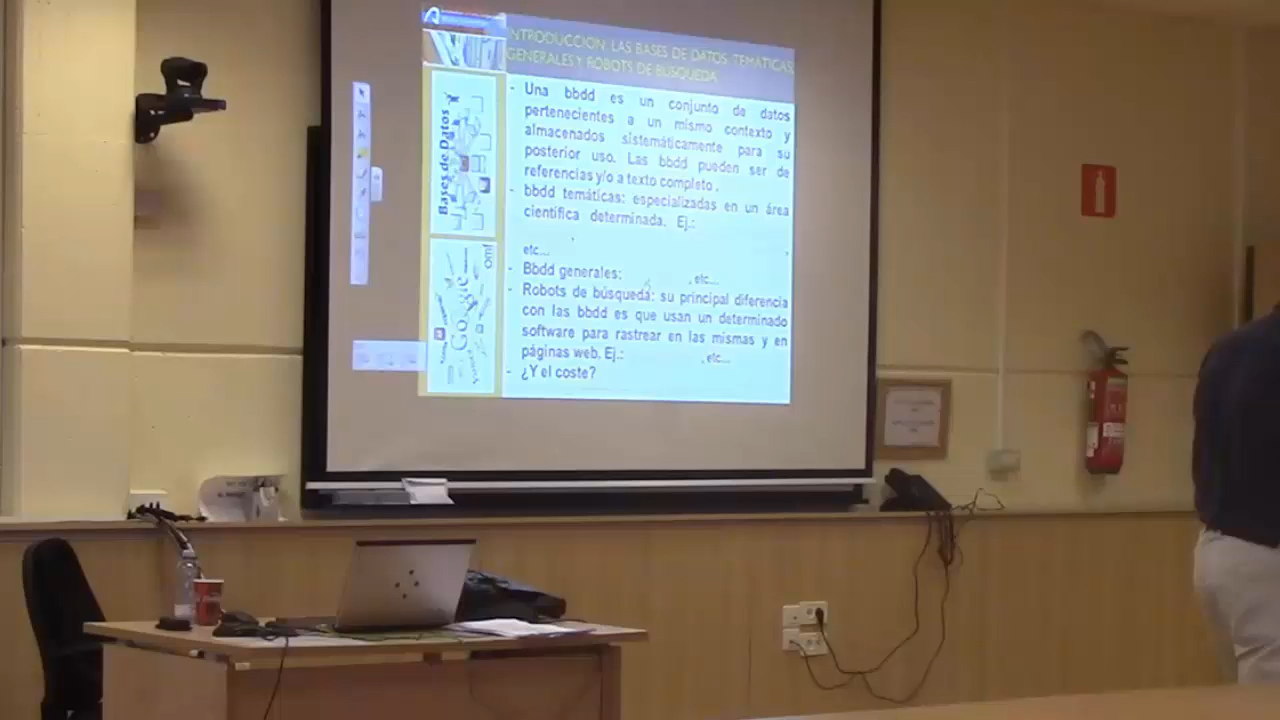 INTRODUCCION: LAS BASES DE DATOS TEMÁTICAS,
GENERALES Y ROBOTS DE BÚSQUEDA
- Una bbdd es un conjunto de datos
pertenecientes a un mismo contexto y
almacenados sistemáticamente para su
posterior uso. Las bbdd pueden ser de
referencias y/o a texto completo.
- bbdd temáticas: especializadas en un área
científica determinada. Ej.:
etc...
- Bbdd generales: , etc...
- Robots de búsqueda: su principal diferencia
con las bbdd es que usan un determinado
software para rastrear en las mismas y en
páginas web. Ej.: , etc...
- ¿Y el coste?
Bases de Datos
Google